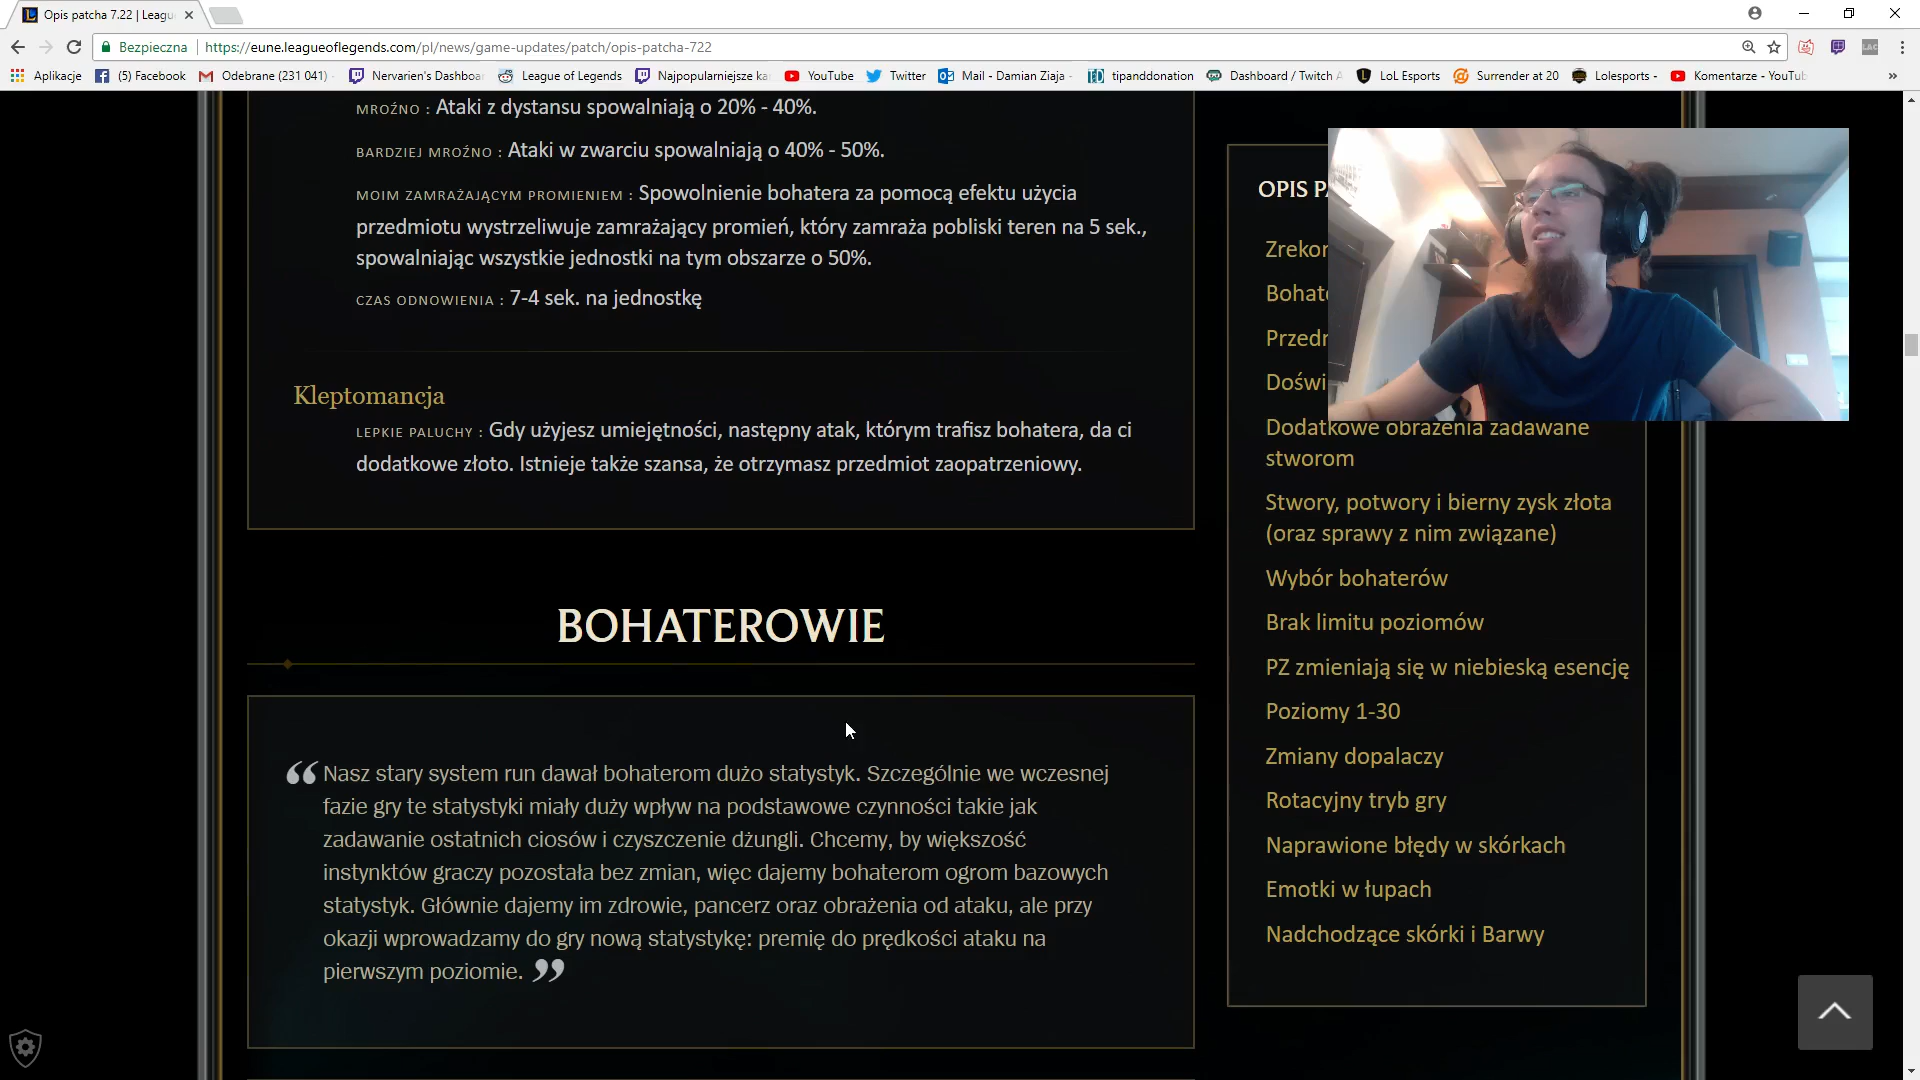 Opis patcha 7.22 | Leagu
Bezpieczna
https://eune.leagueoflegends.com/pl/news/game-updates/patch/opis-patcha-722
Aplikacje
(5) Facebook
Odebrane (231 041)
Nervarien's Dashboa
League of Legends
Najpopularniejsze ka
YouTube
Twitter
Mail - Damian Ziaja -
tipanddonation
Dashboard / Twitch A
LoL Esports
Surrender at 20
Lolesports -
Komentarze - YouTub
MROŹNO : Ataki z dystansu spowalniają o 20% - 40%.
BARDZIEJ MROŹNO : Ataki w zwarciu spowalniają o 40% - 50%.
MOIM ZAMRAŻAJĄCYM PROMIENIEM : Spowolnienie bohatera za pomocą efektu użycia
przedmiotu wystrzeliwuje zamrażający promień, który zamraża pobliski teren na 5 sek.,
spowalniając wszystkie jednostki na tym obszarze o 50%.
CZAS ODNOWIENIA : 7-4 sek. na jednostkę
Kleptomancja
LEPKIE PALUCHY : Gdy użyjesz umiejętności, następny atak, którym trafisz bohatera, da ci
dodatkowe złoto. Istnieje także szansa, że otrzymasz przedmiot zaopatrzeniowy.
BOHATEROWIE
“ Nasz stary system run dawał bohaterom dużo statystyk. Szczególnie we wczesnej
fazie gry te statystyki miały duży wpływ na podstawowe czynności takie jak
zadawanie ostatnich ciosów i czyszczenie dżungli. Chcemy, by większość
instynktów graczy pozostała bez zmian, więc dajemy bohaterom ogrom bazowych
statystyk. Głównie dajemy im zdrowie, pancerz oraz obrażenia od ataku, ale przy
okazji wprowadzamy do gry nową statystykę: premię do prędkości ataku na
pierwszym poziomie. ”
OPIS P
Zrekor
Bohate
Przedr
Doświ
Dodatkowe obrażenia zadawane
stworom
Stwory, potwory i bierny zysk złota
(oraz sprawy z nim związane)
Wybór bohaterów
Brak limitu poziomów
PZ zmieniają się w niebieską esencję
Poziomy 1-30
Zmiany dopalaczy
Rotacyjny tryb gry
Naprawione błędy w skórkach
Emotki w łupach
Nadchodzące skórki i Barwy